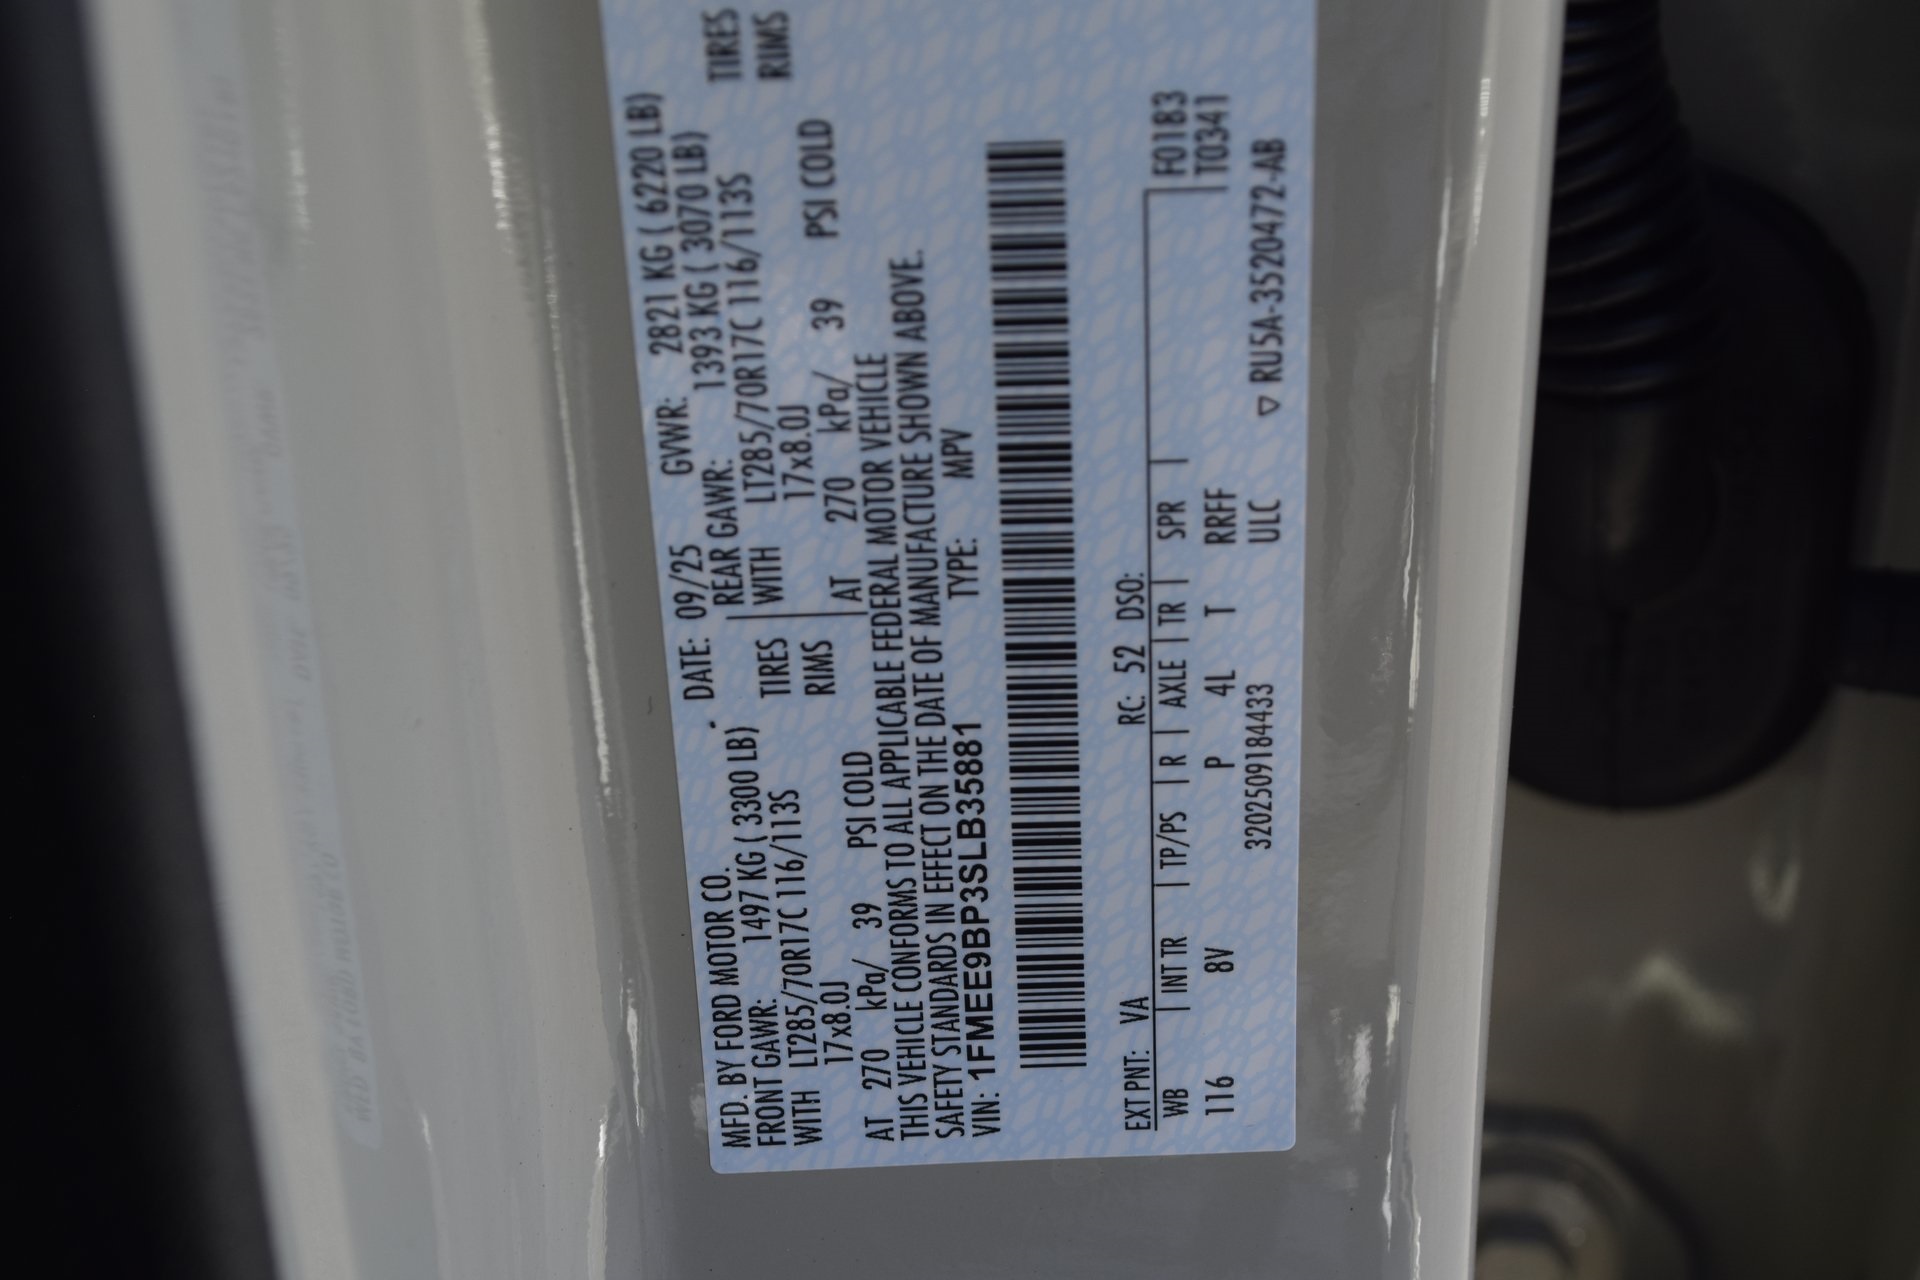 MFD. BY FORD MOTOR CO. DATE: 09/25 GVWR: 2821 KG ( 6220 LB)
FRONT GAWR: 1497 KG ( 3300 LB) REAR GAWR: 1393 KG ( 3070 LB)
WITH LT285/70R17C 116/113S TIRES WITH LT285/70R17C 116/113S TIRES
17x8.0J RIMS 17x8.0J RIMS
AT 270 kPa/ 39 PSI COLD AT 270 kPa/ 39 PSI COLD
THIS VEHICLE CONFORMS TO ALL APPLICABLE FEDERAL MOTOR VEHICLE
SAFETY STANDARDS IN EFFECT ON THE DATE OF MANUFACTURE SHOWN ABOVE.
VIN: 1FMEE9BP3SLB35881 TYPE: MPV
EXT PNT: VA RC: 52 DSO:
WB | INT TR | TP/PS | R | AXLE | TR | SPR | F0183
116 8V P 4L T RRFF T0341
3202509184433 ULC ▽ RU5A-3520472-AB